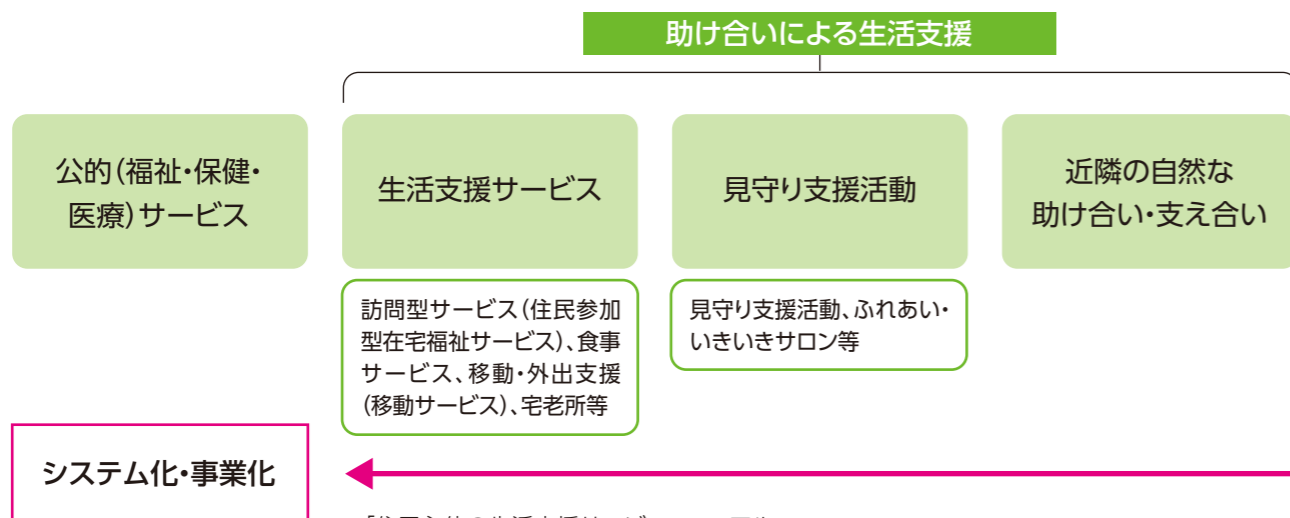 助け合いによる生活支援
公的(福祉・保健・
医療)サービス
生活支援サービス
見守り支援活動
近隣の自然な
助け合い・支え合い
訪問型サービス(住民参加
型在宅福祉サービス)、食事
サービス、移動・外出支援
(移動サービス)、宅老所等
見守り支援活動、ふれあい・
いきいきサロン等
システム化・事業化